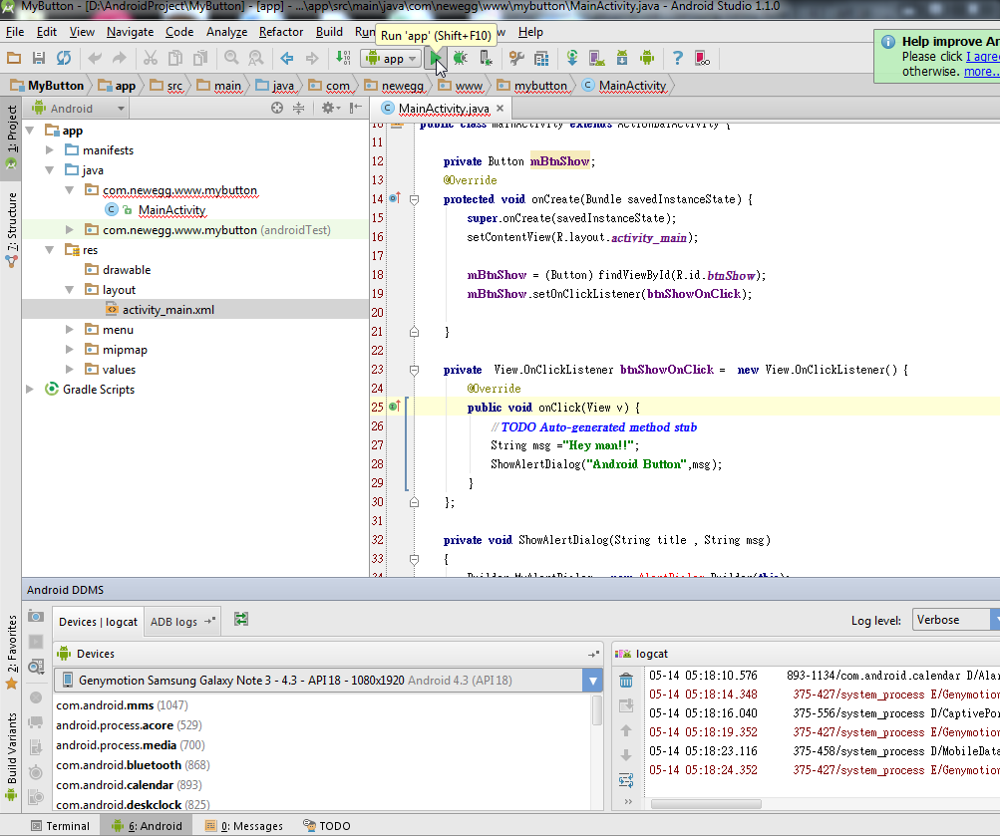 MyButton - [D:\AndroidProject\MyButton] - [app] - ...\app\src\main\java\com\newegg\www\mybutton\MainActivity.java - Android Studio 1.1.0
File Edit View Navigate Code Analyze Refactor Build Help
Run 'app' (Shift+F10)
app
Help improve
Please click I agree
otherwise. more...
MyButton app src main java com newegg www mybutton MainActivity
1: Project
7: Structure
2: Favorites
Build Variants
Android
MainActivity.java
app
manifests
java
com.newegg.www.mybutton
MainActivity
com.newegg.www.mybutton (androidTest)
res
drawable
layout
activity_main.xml
menu
mipmap
values
Gradle Scripts
10 public class MainActivity extends ActionBarActivity {
11
12 private Button mBtnShow;
13 @Override
14 protected void onCreate(Bundle savedInstanceState) {
15 super.onCreate(savedInstanceState);
16 setContentView(R.layout.activity_main);
17
18 mBtnShow = (Button) findViewById(R.id.btnShow);
19 mBtnShow.setOnClickListener(btnShowOnClick);
20
21 }
22
23 private View.OnClickListener btnShowOnClick = new View.OnClickListener() {
24 @Override
25 public void onClick(View v) {
26 // TODO Auto-generated method stub
27 String msg ="Hey man!!";
28 ShowAlertDialog("Android Button",msg);
29 }
30 };
31
32 private void ShowAlertDialog(String title , String msg)
33 {
34 Builder MyAlertDialog = new AlertDialog.Builder(this);
Android DDMS
Devices | logcat ADB logs Log level: Verbose
Devices
Genymotion Samsung Galaxy Note 3 - 4.3 - API 18 - 1080x1920 Android 4.3 (API 18)
com.android.mms (1047)
android.process.acore (529)
android.process.media (700)
com.android.bluetooth (868)
com.android.calendar (893)
com.android.deskclock (825)
logcat
05-14 05:18:10.576 893-1134/com.android.calendar D/Alar
05-14 05:18:14.348 375-427/system_process E/Genymotion
05-14 05:18:16.040 375-556/system_process D/CaptivePor
05-14 05:18:19.352 375-427/system_process E/Genymotion
05-14 05:18:23.116 375-458/system_process D/MobileData
05-14 05:18:24.352 375-427/system_process E/Genymotion
Terminal 6: Android 0: Messages TODO